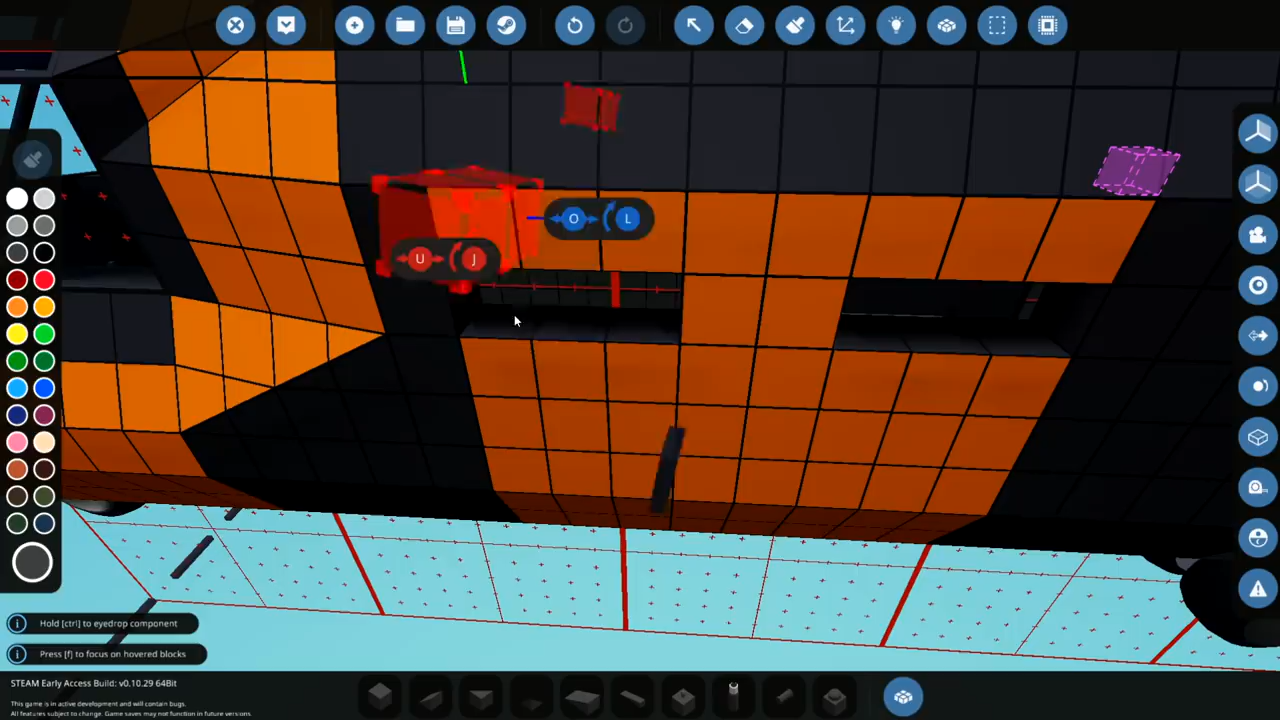 O L
U J
Hold [ctrl] to eyedrop component
Press [f] to focus on hovered blocks
STEAM Early Access Build: v0.10.29 64Bit
This game is in active development and will contain bugs.
All features subject to change. Game saves may not function in future versions.